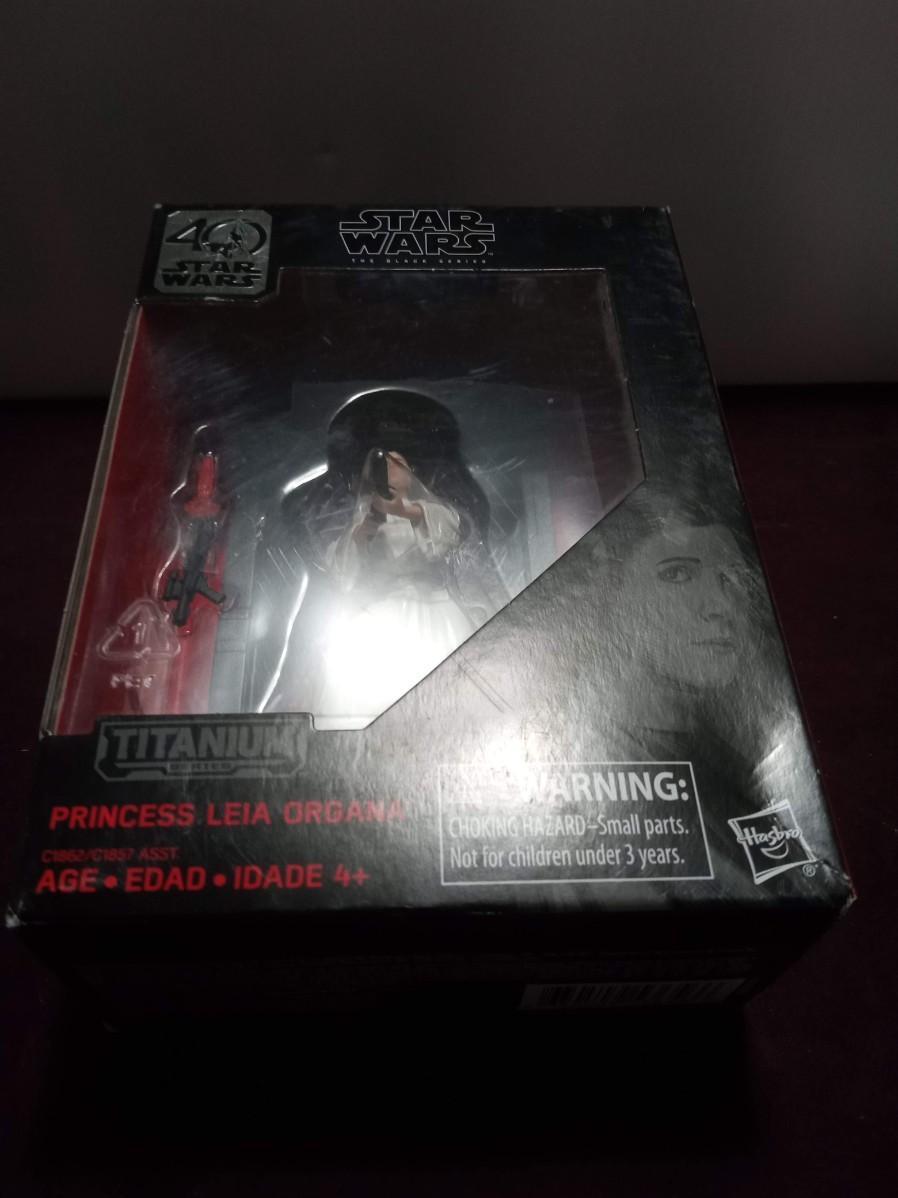 40
STAR
WARS
STAR
WARS
THE BLACK SERIES
1
TITANIUM
SERIES
PRINCESS LEIA ORGANA
C1862/C1857 ASST.
AGE • EDAD • IDADE 4+
WARNING:
CHOKING HAZARD–Small parts.
Not for children under 3 years.
Hasbro
®